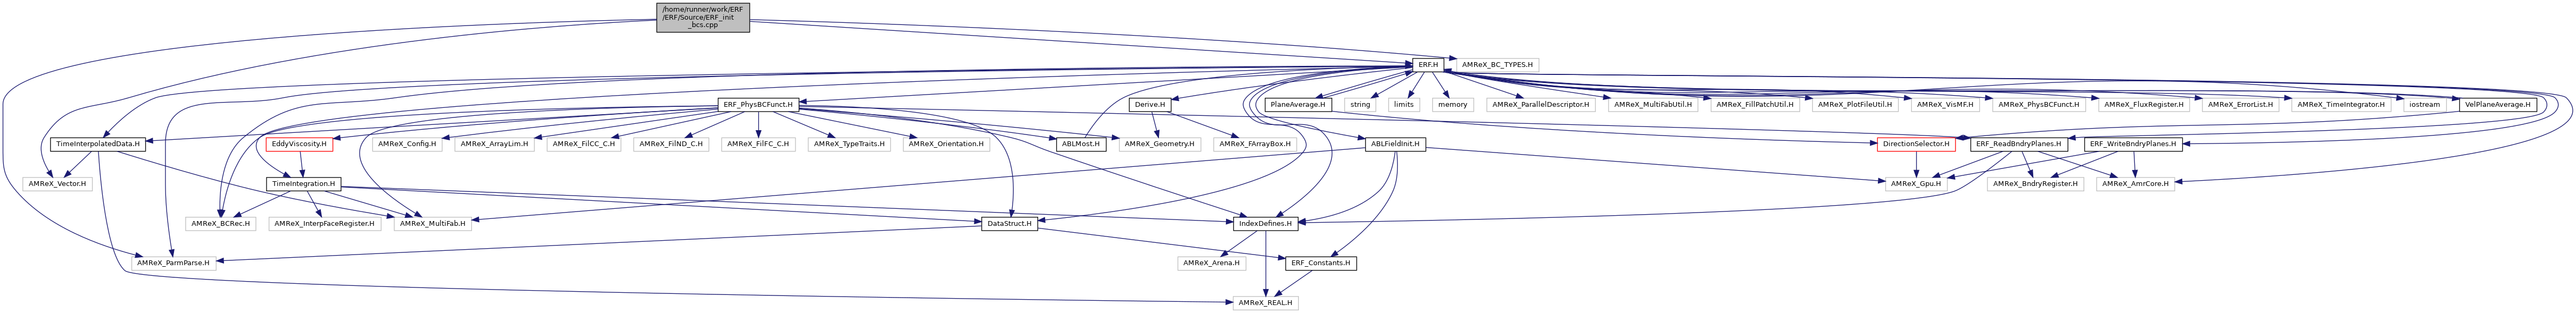 /home/runner/work/ERF
/ERF/Source/ERF_init
_bcs.cpp
ERF.H
AMReX_BC_TYPES.H
ERF_PhysBCFunct.H
Derive.H
PlaneAverage.H
string
limits
memory
AMReX_ParallelDescriptor.H
AMReX_MultiFabUtil.H
AMReX_FillPatchUtil.H
AMReX_PlotFileUtil.H
AMReX_VisMF.H
AMReX_PhysBCFunct.H
AMReX_FluxRegister.H
AMReX_ErrorList.H
AMReX_TimeIntegrator.H
iostream
VelPlaneAverage.H
TimeInterpolatedData.H
EddyViscosity.H
AMReX_Config.H
AMReX_ArrayLim.H
AMReX_FilCC_C.H
AMReX_FilND_C.H
AMReX_FilFC_C.H
AMReX_TypeTraits.H
AMReX_Orientation.H
ABLMost.H
AMReX_Geometry.H
AMReX_FArrayBox.H
ABLFieldInit.H
DirectionSelector.H
ERF_ReadBndryPlanes.H
ERF_WriteBndryPlanes.H
AMReX_Vector.H
TimeIntegration.H
AMReX_Gpu.H
AMReX_BndryRegister.H
AMReX_AmrCore.H
AMReX_BCRec.H
AMReX_InterpFaceRegister.H
AMReX_MultiFab.H
DataStruct.H
IndexDefines.H
AMReX_ParmParse.H
AMReX_Arena.H
ERF_Constants.H
AMReX_REAL.H